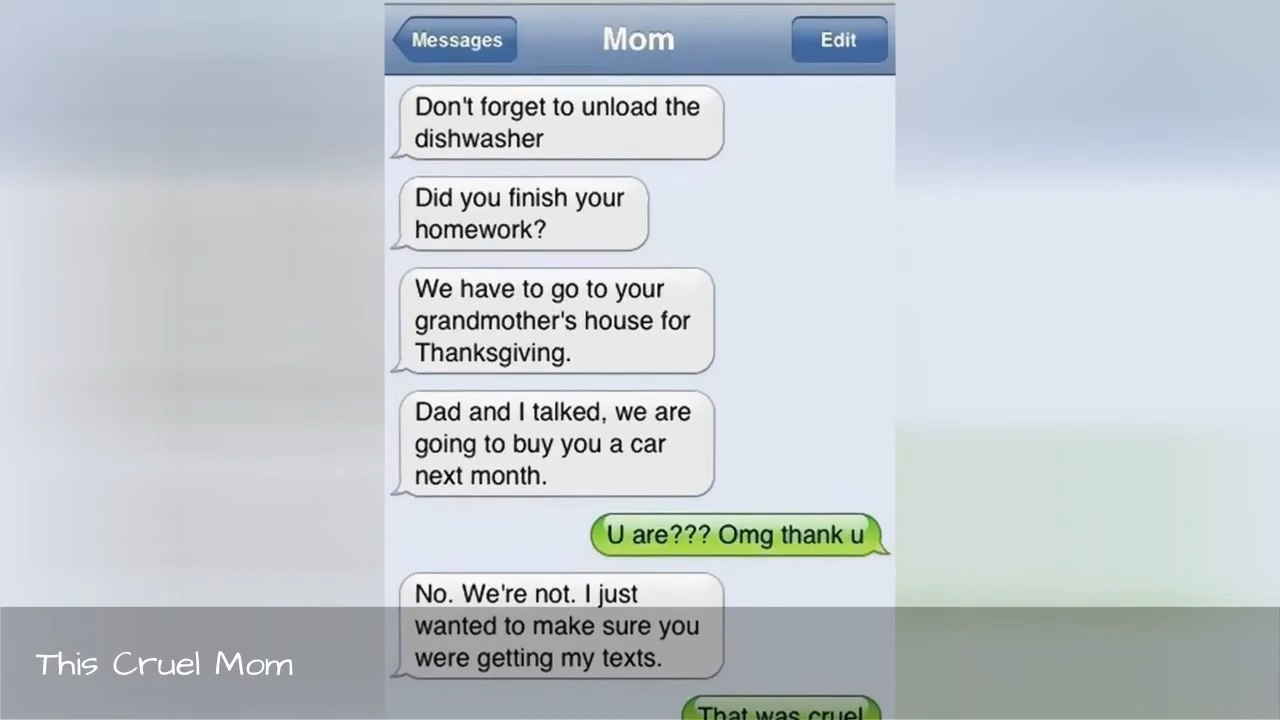 Messages
Mom
Edit
Don't forget to unload the
dishwasher
Did you finish your
homework?
We have to go to your
grandmother's house for
Thanksgiving.
Dad and I talked, we are
going to buy you a car
next month.
U are??? Omg thank u
No. We're not. I just
wanted to make sure you
were getting my texts.
That was cruel
This Cruel Mom